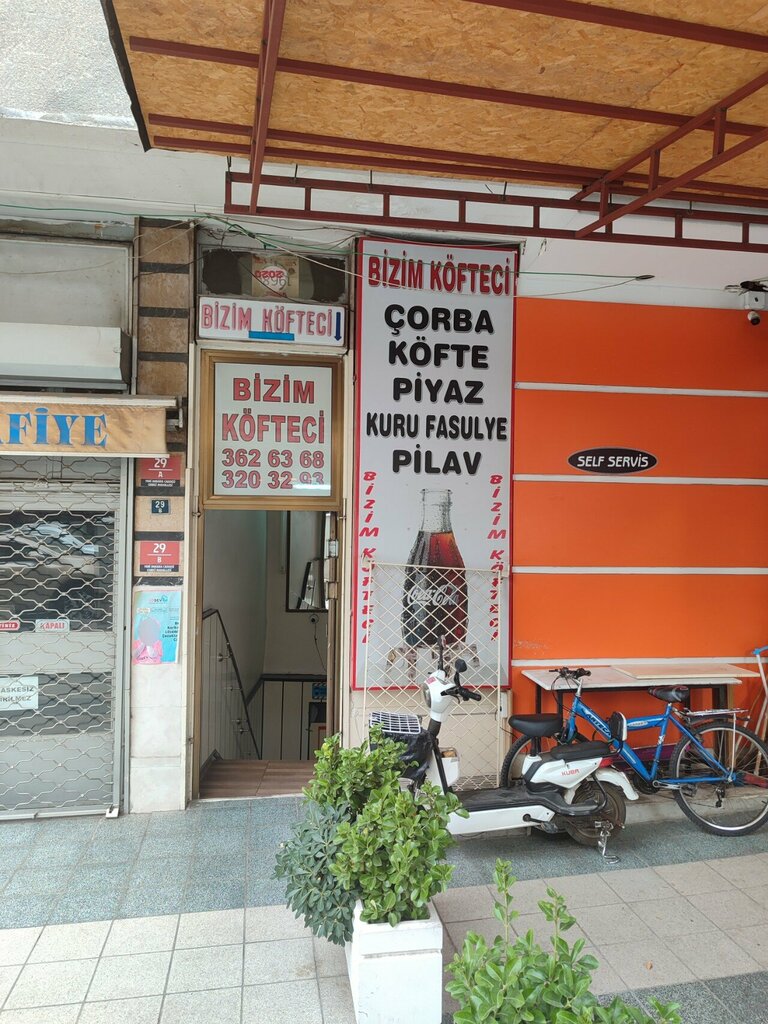 BİZİM KÖFTECİ
ÇORBA
KÖFTE
PİYAZ
KURU FASULYE
PİLAV
BİZİM KÖFTECİ
BİZİM KÖFTECİ
Coca-Cola
BİZİM KÖFTECİ
BİZİM
KÖFTECİ
362 63 68
320 32 93
SELF SERVİS
AFİYE
29
A
29
B
29
B
KAPALI
KUBA